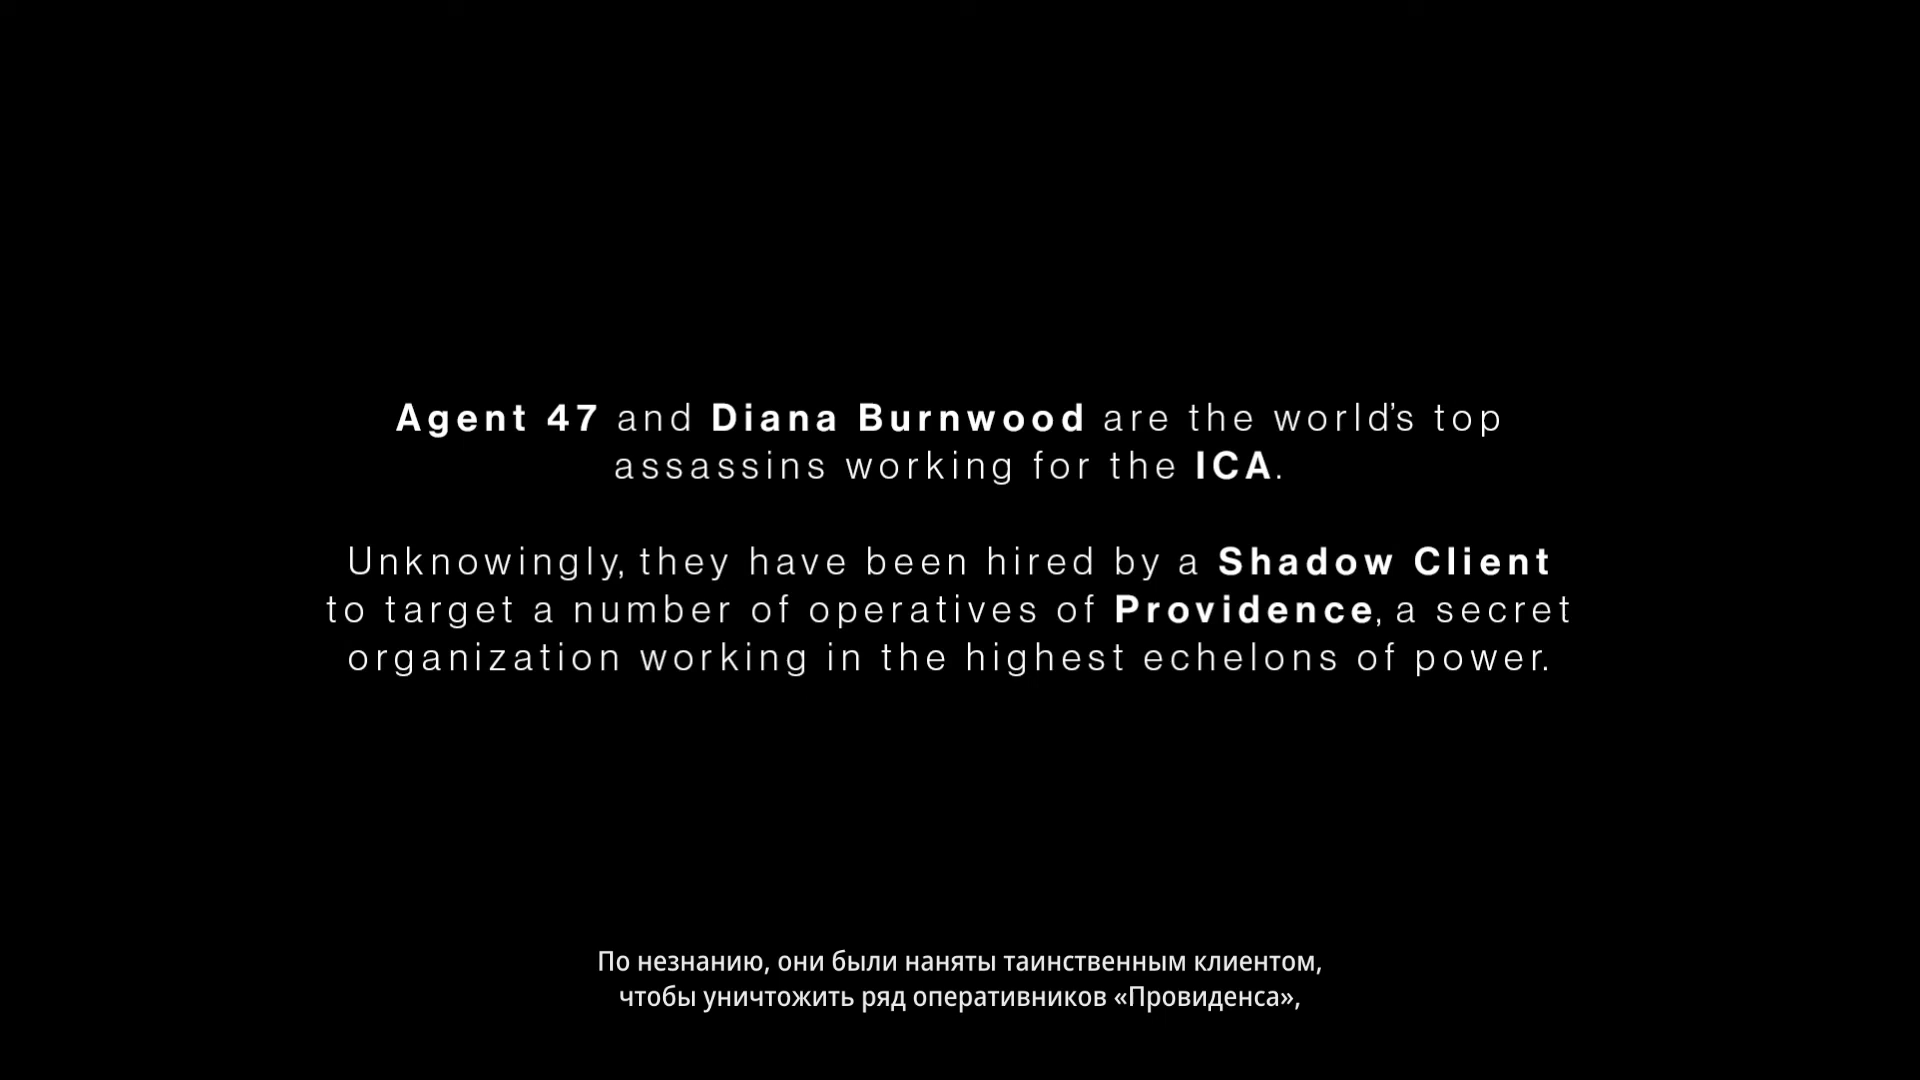 Agent 47 and Diana Burnwood are the world’s top
assassins working for the ICA.
Unknowingly, they have been hired by a Shadow Client
to target a number of operatives of Providence, a secret
organization working in the highest echelons of power.
По незнанию, они были наняты таинственным клиентом,
чтобы уничтожить ряд оперативников «Провиденса»,